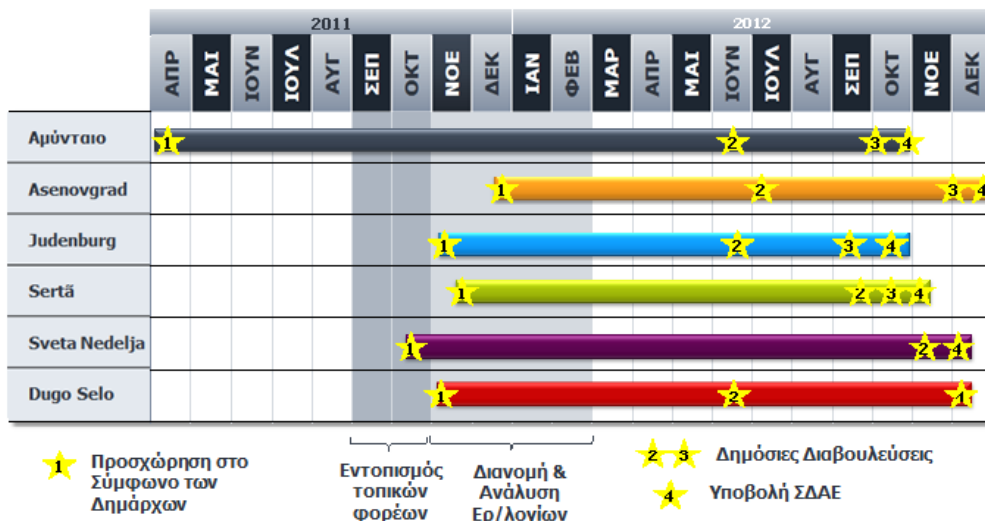 2011 2012
ΑΠΡ ΜΑΙ ΙΟΥΝ ΙΟΥΛ ΑΥΓ ΣΕΠ ΟΚΤ ΝΟΕ ΔΕΚ ΙΑΝ ΦΕΒ ΜΑΡ ΑΠΡ ΜΑΙ ΙΟΥΝ ΙΟΥΛ ΑΥΓ ΣΕΠ ΟΚΤ ΝΟΕ ΔΕΚ
Αμύνταιο 1 2 3 4
Asenovgrad 1 2 3 4
Judenburg 1 2 3 4
Sertã 1 2 3 4
Sveta Nedelja 1 2 4
Dugo Selo 1 2 4
1 Προσχώρηση στο
Σύμφωνο των
Δημάρχων
Εντοπισμός
τοπικών
φορέων
Διανομή &
Ανάλυση
Ερ/λογίων
2 3 Δημόσιες Διαβουλεύσεις
4 Υποβολή ΣΔΑΕ